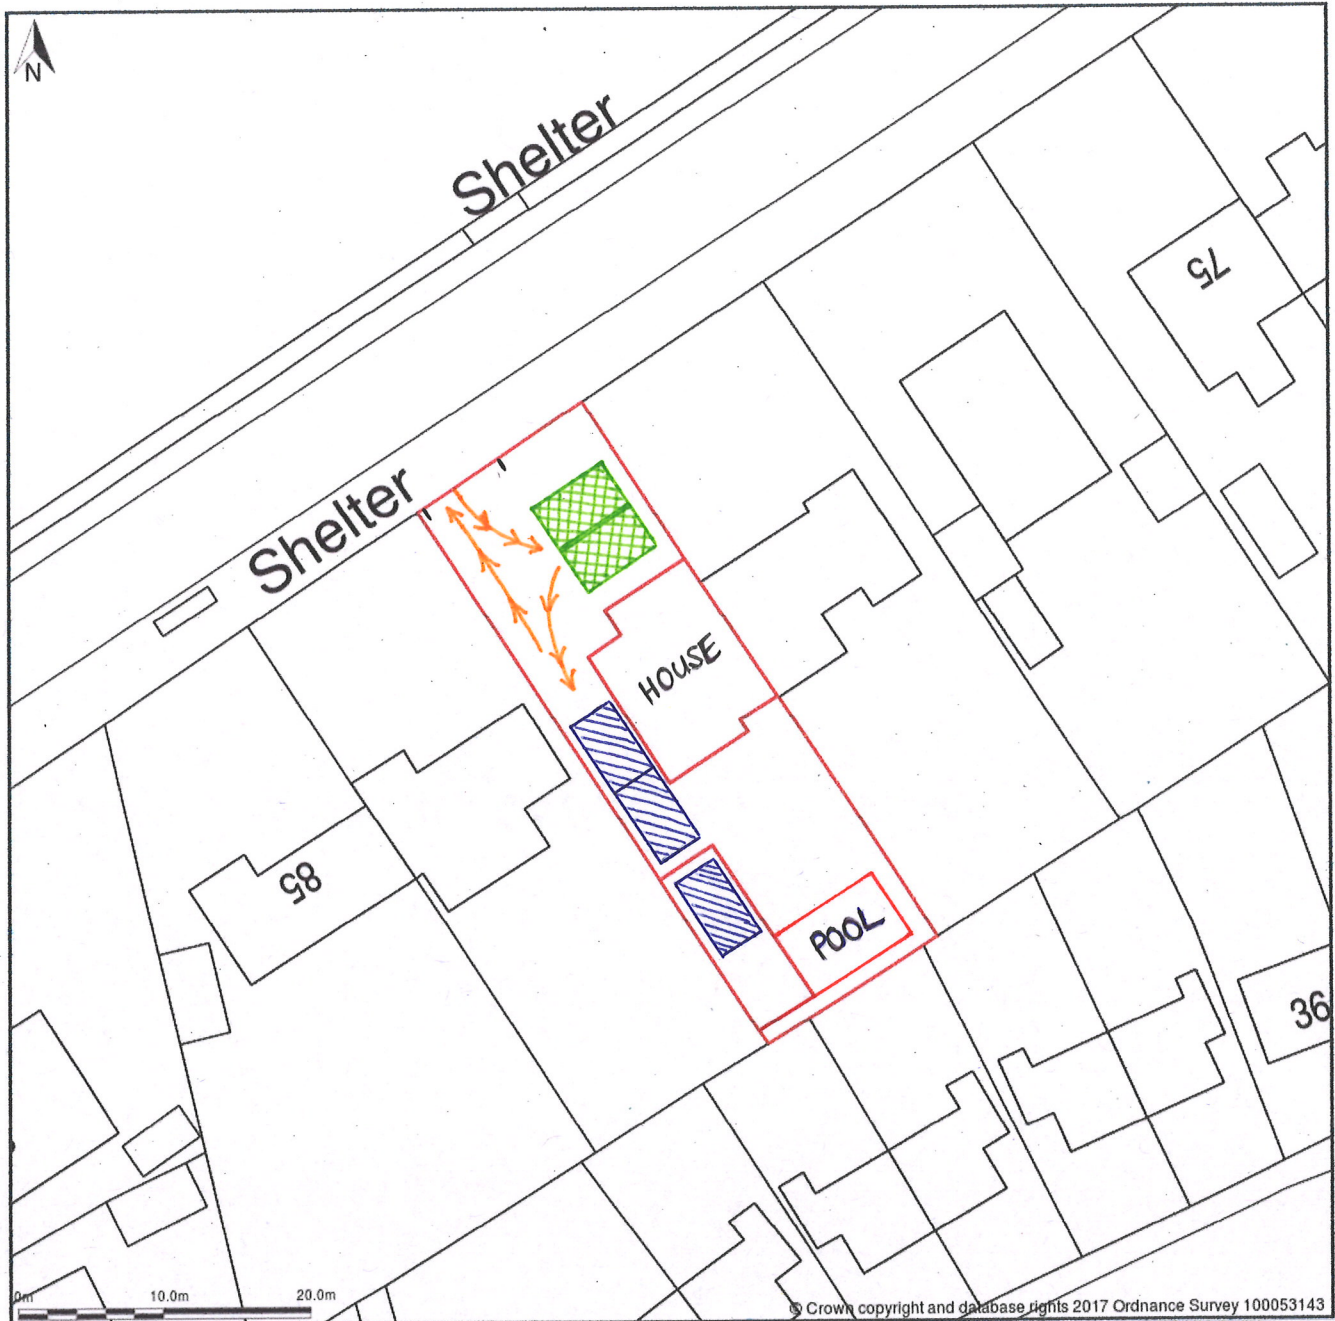 N
Shelter
75
Shelter
HOUSE
85
POOL
36
0m 10.0m 20.0m
© Crown copyright and database rights 2017 Ordnance Survey 100053143